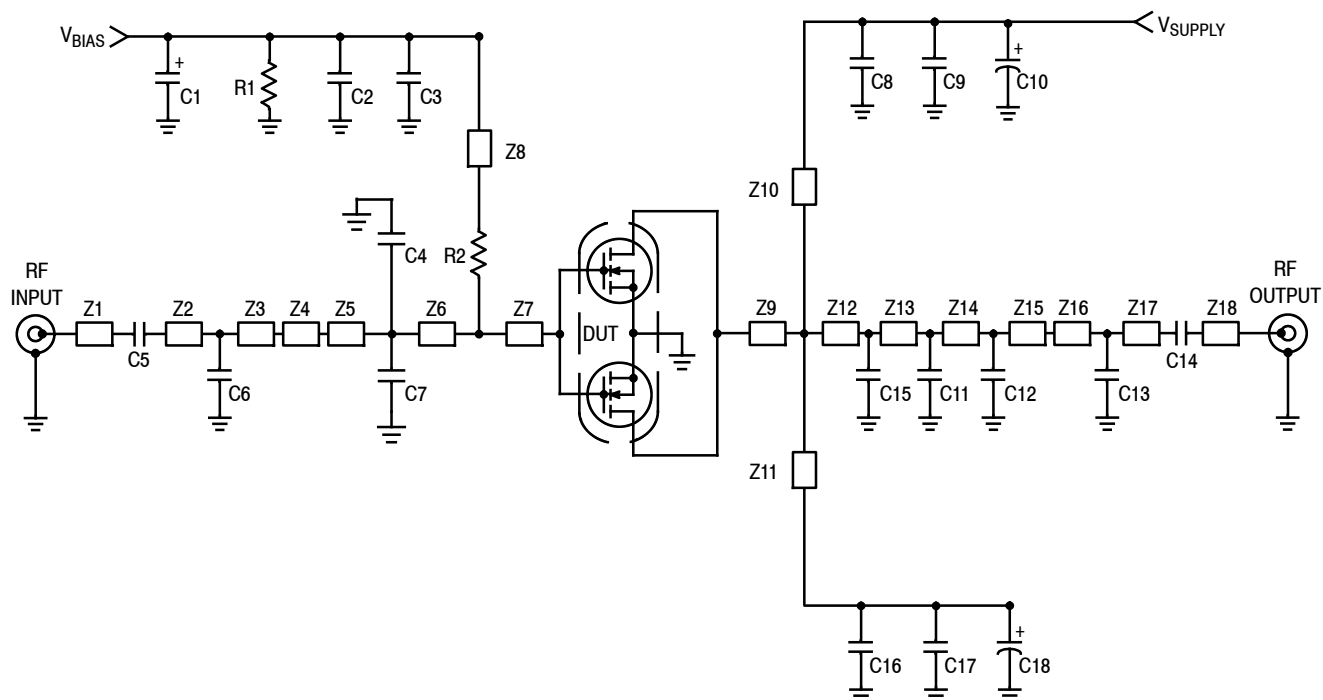 V_BIAS
V_SUPPLY
+
C1
R1
C2
C3
C8
C9
+
C10
Z8
Z10
C4
R2
RF
INPUT
Z1
C5
Z2
Z3
Z4
Z5
Z6
Z7
DUT
Z9
Z12
Z13
Z14
Z15
Z16
Z17
C14
Z18
RF
OUTPUT
C6
C7
C15
C11
C12
C13
Z11
C16
C17
+
C18